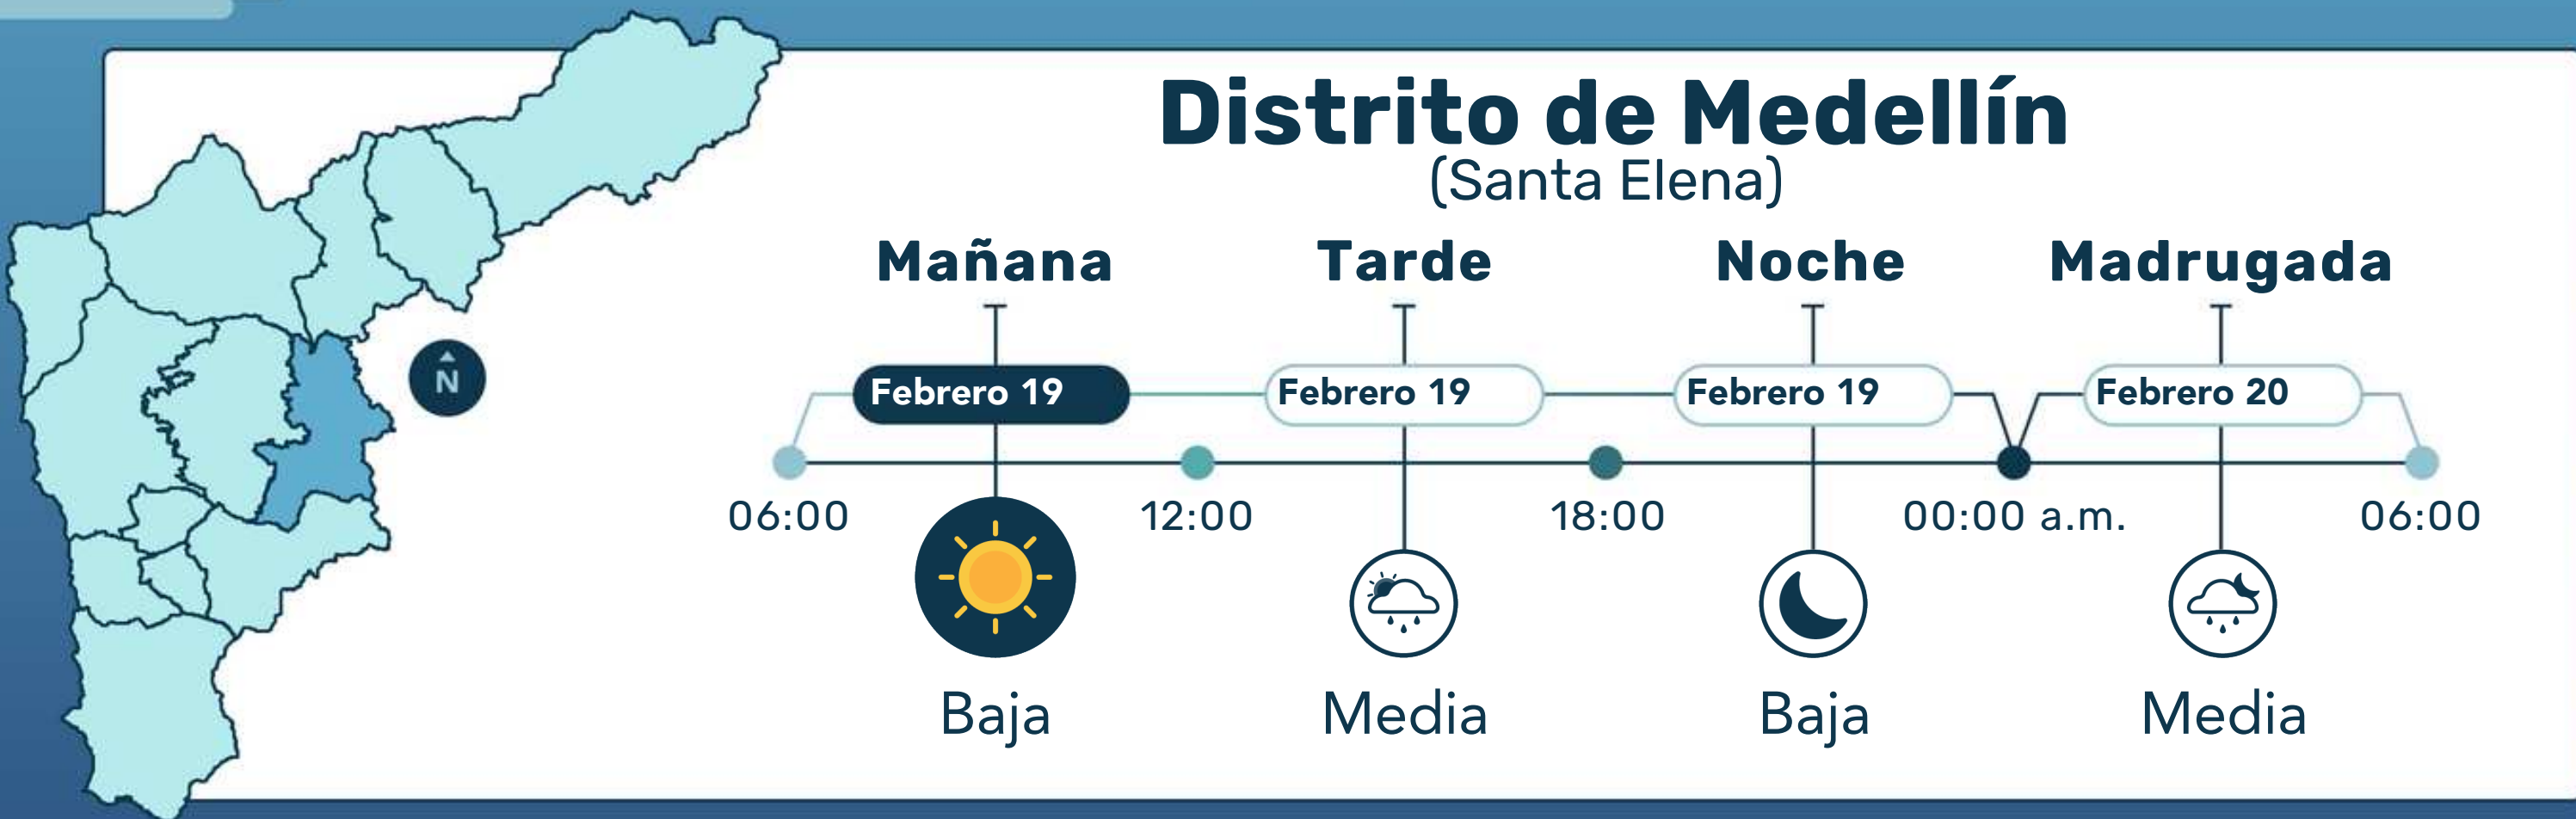 Distrito de Medellín
(Santa Elena)
Mañana Tarde Noche Madrugada
Febrero 19 Febrero 19 Febrero 19 Febrero 20
N
06:00 12:00 18:00 00:00 a.m. 06:00
Baja Media Baja Media